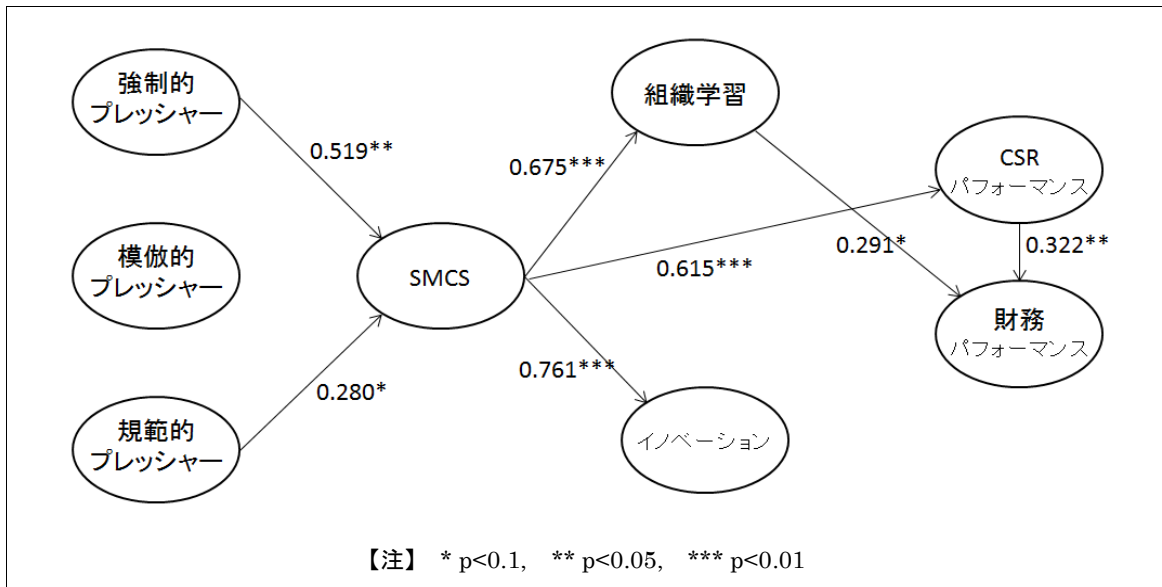 強制的
プレッシャー
0.519**
模倣的
プレッシャー
規範的
プレッシャー
0.280*
SMCS
0.675***
組織学習
0.615***
0.761***
イノベーション
0.291*
CSR
パフォーマンス
0.322**
財務
パフォーマンス
【注】 * p<0.1, ** p<0.05, *** p<0.01